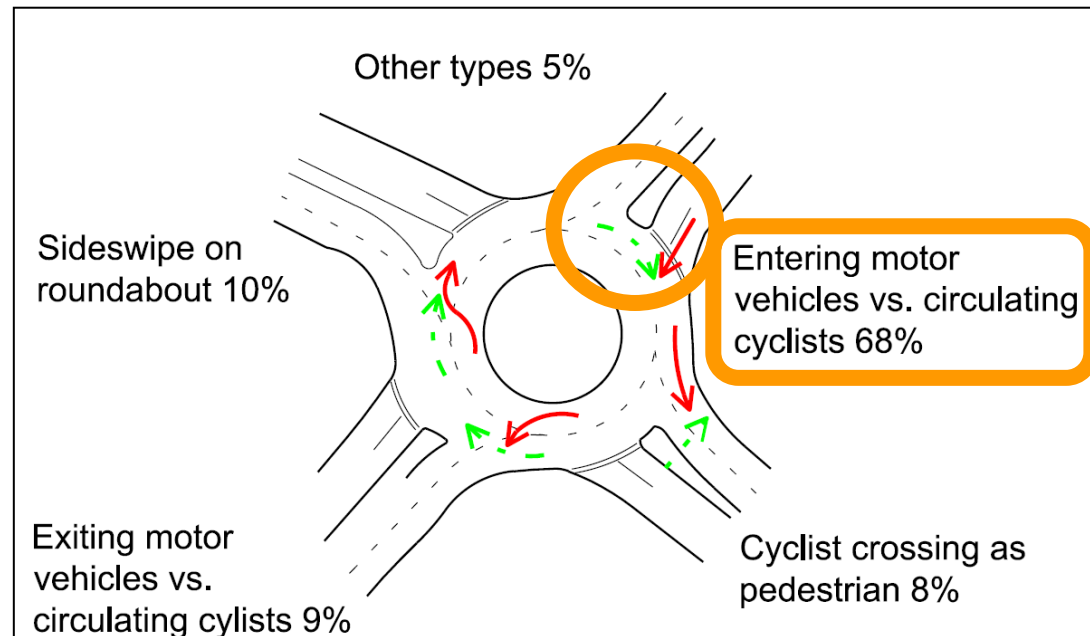 Other types 5%
Sideswipe on
roundabout 10%
Entering motor
vehicles vs. circulating
cyclists 68%
Exiting motor
vehicles vs.
circulating cylists 9%
Cyclist crossing as
pedestrian 8%